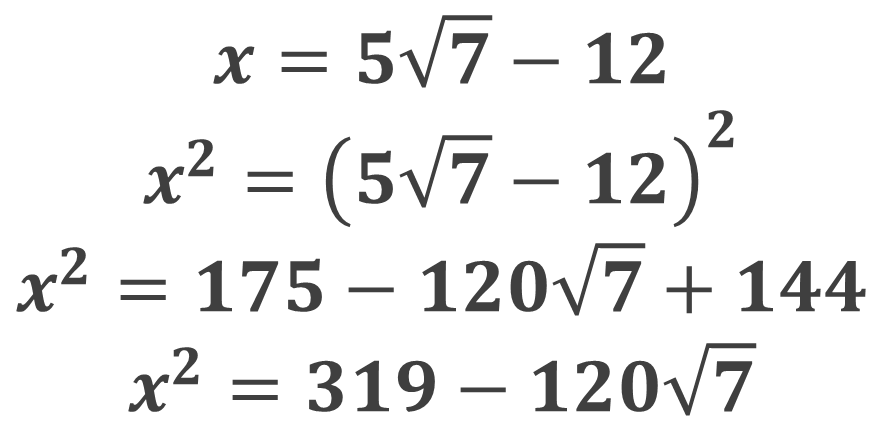 x = 5√7 − 12
x² = (5√7 − 12)²
x² = 175 − 120√7 + 144
x² = 319 − 120√7